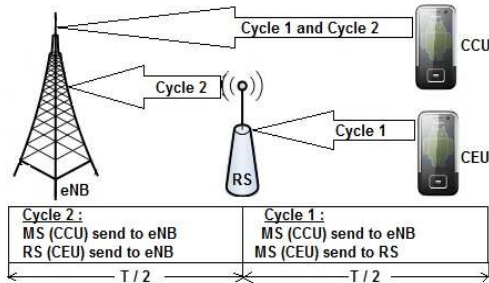 Cycle 1 and Cycle 2
CCU
Cycle 2
Cycle 1
CEU
eNB
RS
Cycle 2 :
MS (CCU) send to eNB
RS (CEU) send to eNB
Cycle 1 :
MS (CCU) send to eNB
MS (CEU) send to RS
T / 2
T / 2